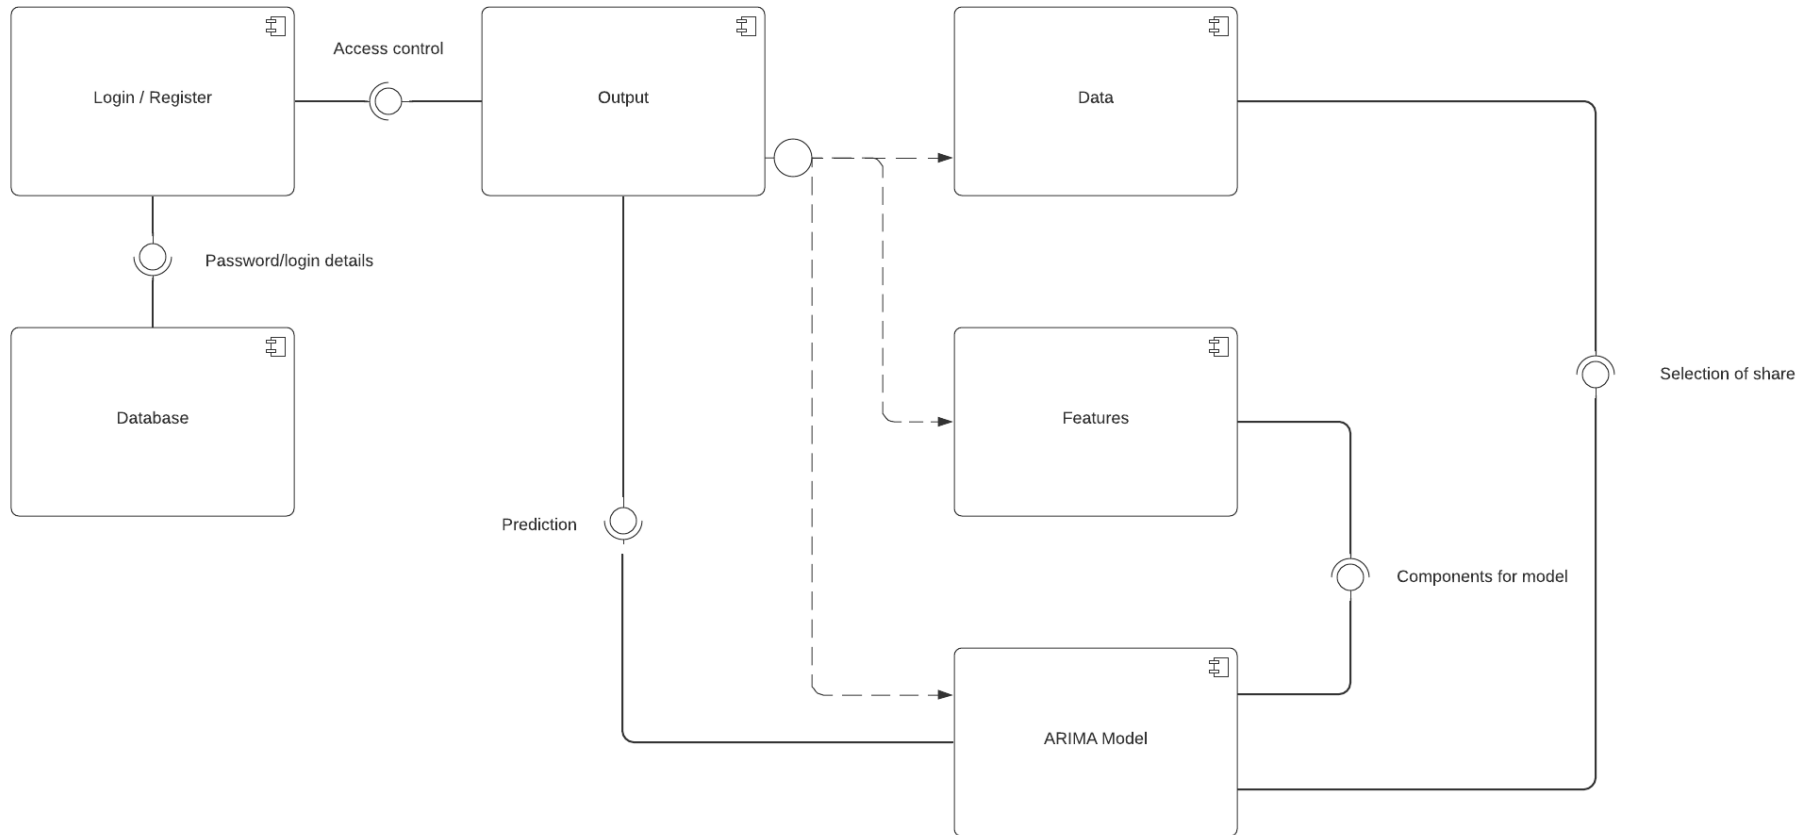 Access control
Login / Register
Output
Data
Password/login details
Selection of share
Database
Features
Prediction
Components for model
ARIMA Model